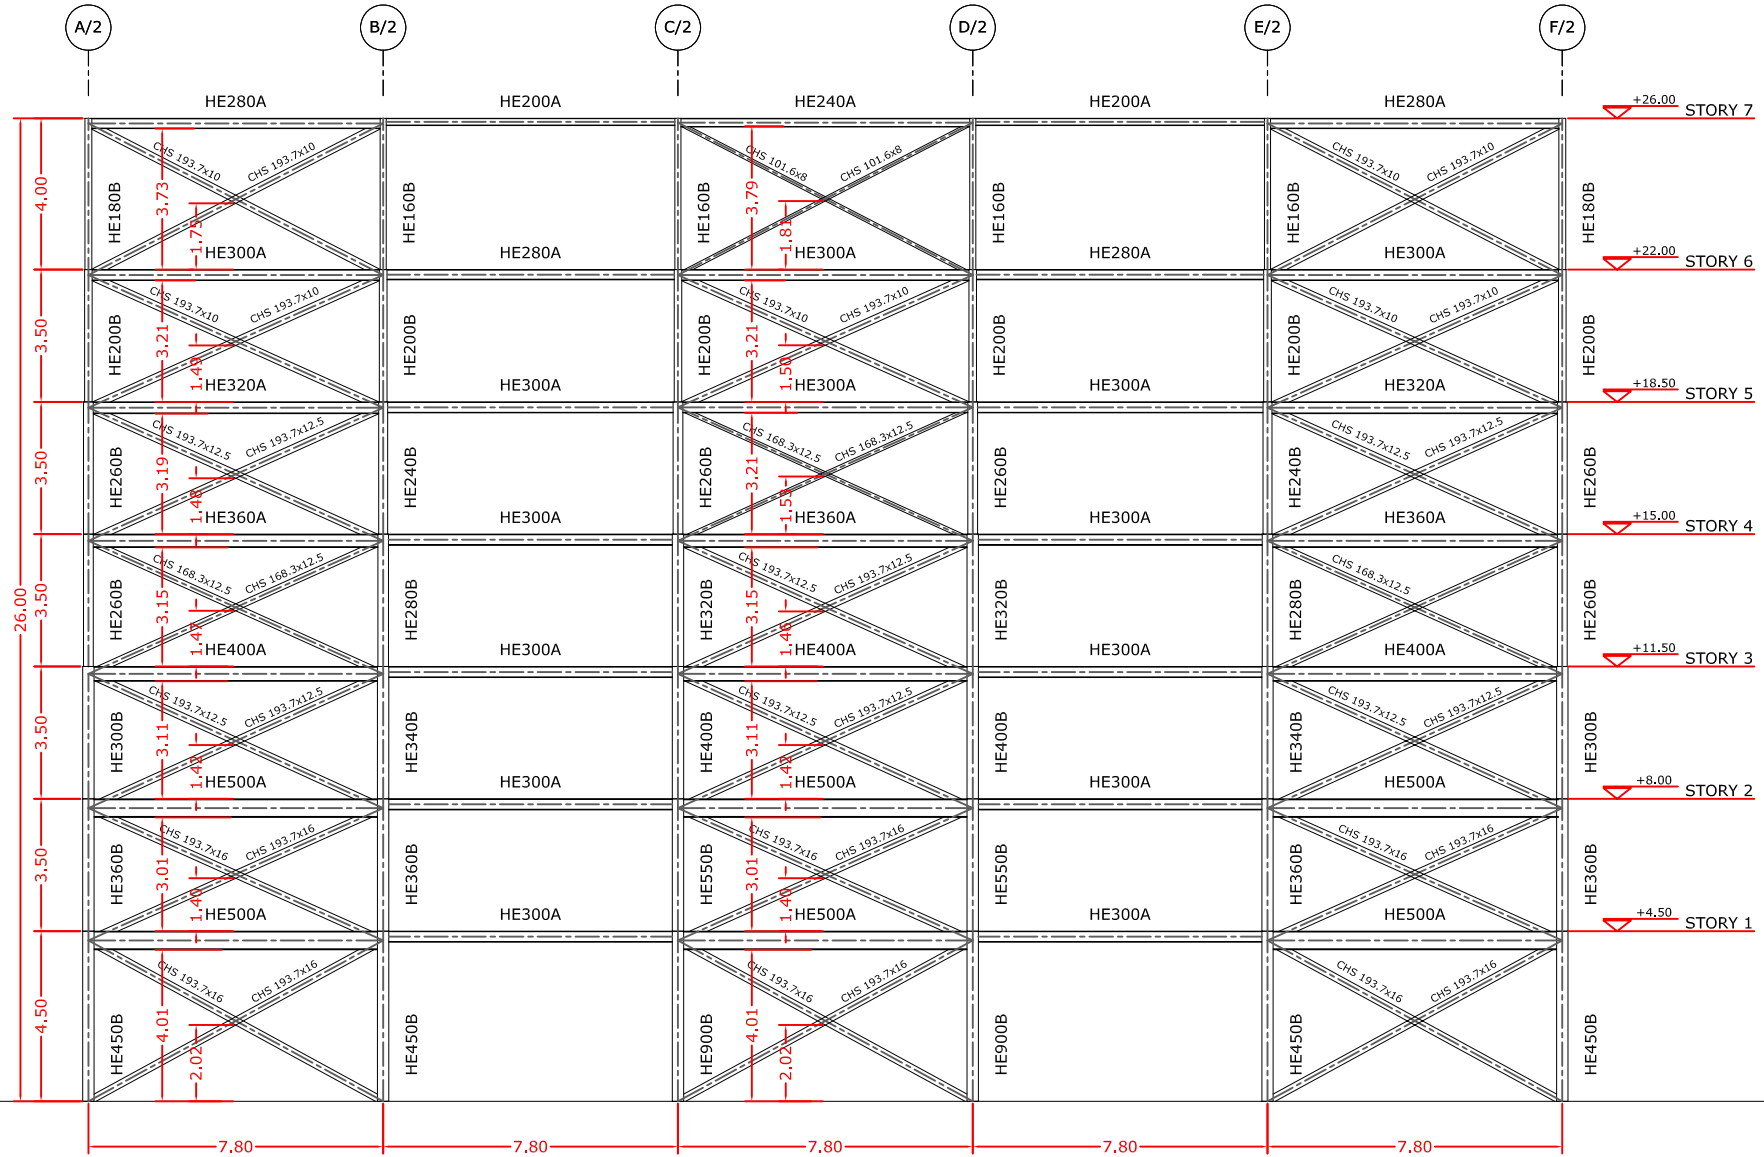 A/2 B/2 C/2 D/2 E/2 F/2
HE280A HE200A HE240A HE200A HE280A
+26.00 STORY 7
CHS 193.7x10 CHS 193.7x10 CHS 101.6x8 CHS 101.6x8 CHS 193.7x10 CHS 193.7x10
4.00 HE180B 3.73 1.75 HE160B HE160B 3.79 1.81 HE160B HE160B HE180B
HE300A HE280A HE300A HE280A HE300A
+22.00 STORY 6
CHS 193.7x10 CHS 193.7x10 CHS 193.7x10 CHS 193.7x10 CHS 193.7x10 CHS 193.7x10
3.50 HE200B 3.21 1.49 HE240B HE200B 3.21 1.50 HE200B HE200B HE200B
HE320A HE300A HE300A HE300A HE320A
+18.50 STORY 5
CHS 193.7x12.5 CHS 193.7x12.5 CHS 168.3x12.5 CHS 168.3x12.5 CHS 193.7x12.5 CHS 193.7x12.5
3.50 HE260B 3.19 1.48 HE240B HE260B 3.21 1.53 HE260B HE240B HE260B
HE360A HE300A HE360A HE300A HE360A
+15.00 STORY 4
CHS 168.3x12.5 CHS 168.3x12.5 CHS 193.7x12.5 CHS 193.7x12.5 CHS 168.3x12.5
26.00 3.50 HE260B 3.15 1.47 HE280B HE320B 3.15 1.46 HE320B HE280B HE260B
HE400A HE300A HE400A HE300A HE400A
+11.50 STORY 3
CHS 193.7x12.5 CHS 193.7x12.5 CHS 193.7x12.5 CHS 193.7x12.5 CHS 193.7x12.5 CHS 193.7x12.5
3.50 HE300B 3.11 1.42 HE340B HE400B 3.11 1.42 HE400B HE340B HE300B
HE500A HE300A HE500A HE300A HE500A
+8.00 STORY 2
CHS 193.7x16 CHS 193.7x16 CHS 193.7x16 CHS 193.7x16 CHS 193.7x16 CHS 193.7x16
3.50 HE360B 3.01 1.40 HE360B HE550B 3.01 1.40 HE550B HE360B HE360B
HE500A HE300A HE500A HE300A HE500A
+4.50 STORY 1
CHS 193.7x16 CHS 193.7x16 CHS 193.7x16 CHS 193.7x16 CHS 193.7x16 CHS 193.7x16
4.50 HE450B 4.01 2.02 HE450B HE900B 4.01 2.02 HE900B HE450B HE450B
7.80 7.80 7.80 7.80 7.80